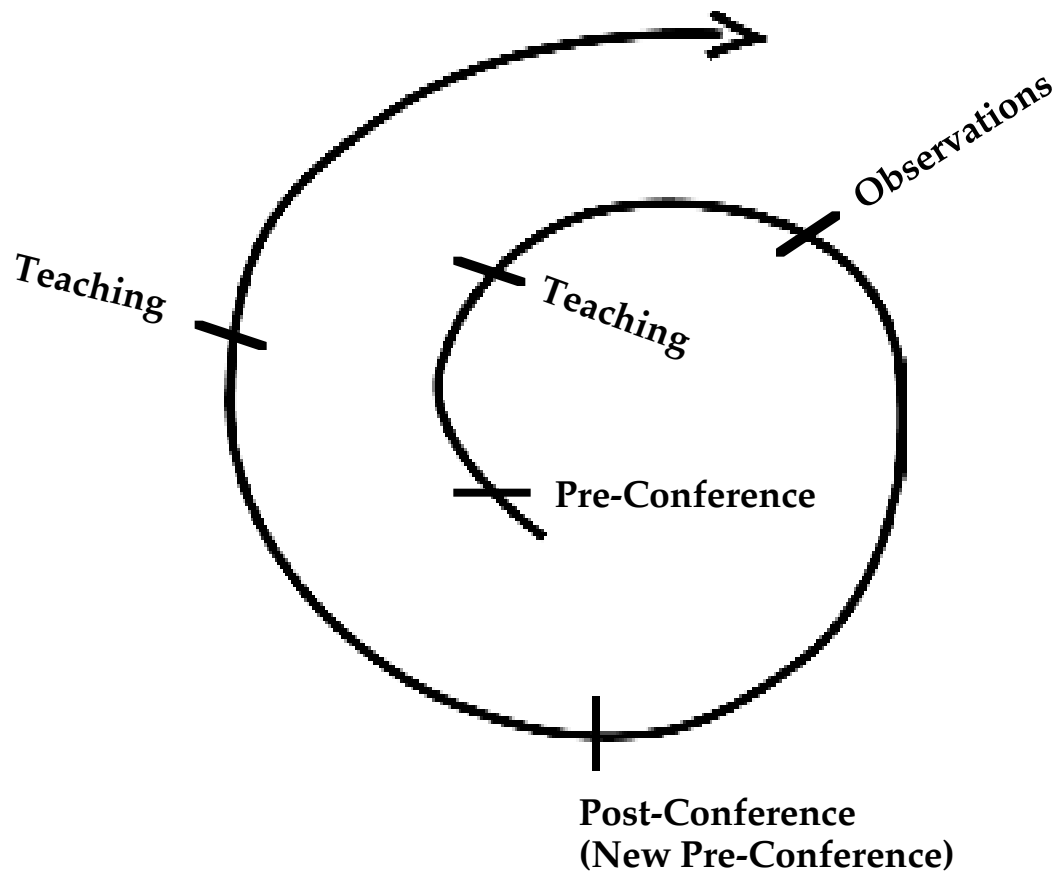 Observations
Teaching
Teaching
Pre-Conference
Post-Conference
(New Pre-Conference)